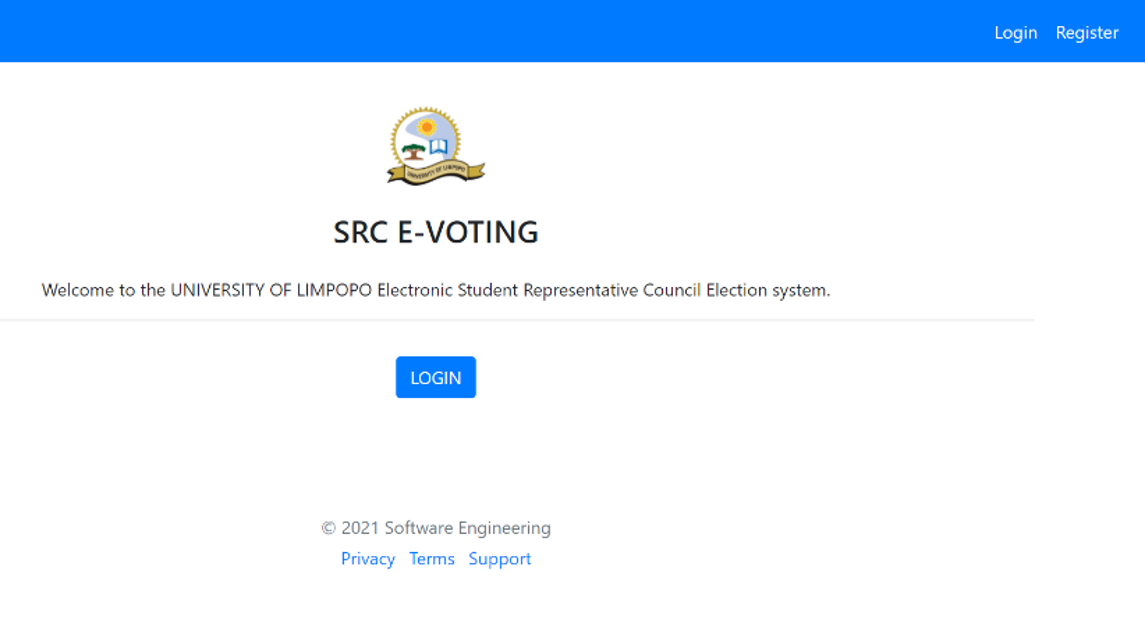 Login Register
UNIVERSITY OF LIMPOPO
SRC E-VOTING
Welcome to the UNIVERSITY OF LIMPOPO Electronic Student Representative Council Election system.
LOGIN
© 2021 Software Engineering
Privacy Terms Support